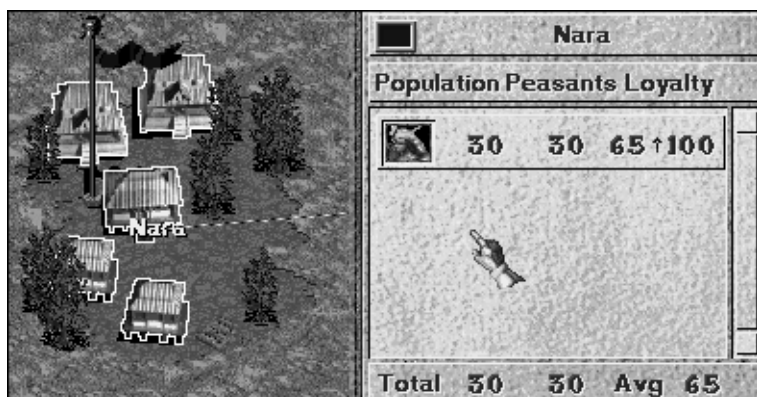 Nara
Population Peasants Loyalty
30 30 65↑100
Nara
Total 30 30 Avg 65